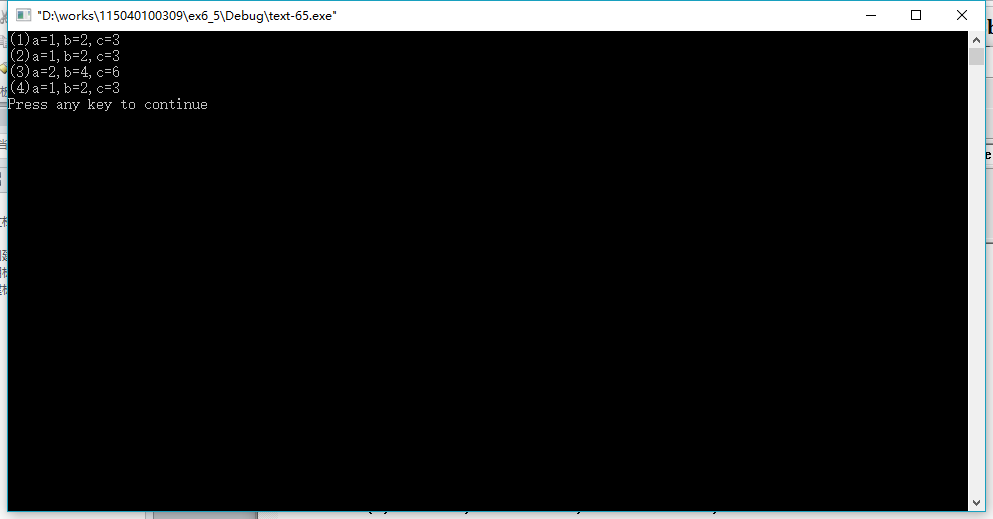 "D:\works\115040100309\ex6_5\Debug\text-65.exe"
(1)a=1,b=2,c=3
(2)a=1,b=2,c=3
(3)a=2,b=4,c=6
(4)a=1,b=2,c=3
Press any key to continue